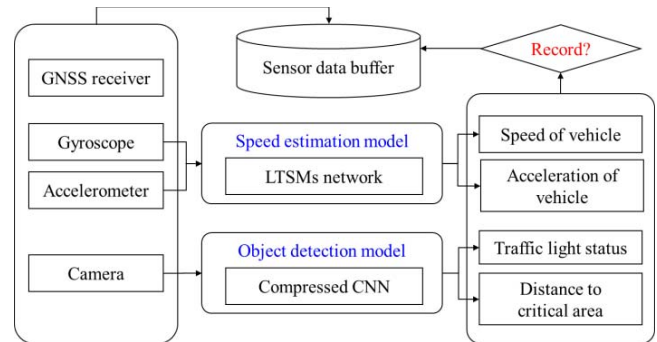 GNSS receiver
Gyroscope
Accelerometer
Camera
Sensor data buffer
Record?
Speed estimation model
LTSMs network
Object detection model
Compressed CNN
Speed of vehicle
Acceleration of
vehicle
Traffic light status
Distance to
critical area